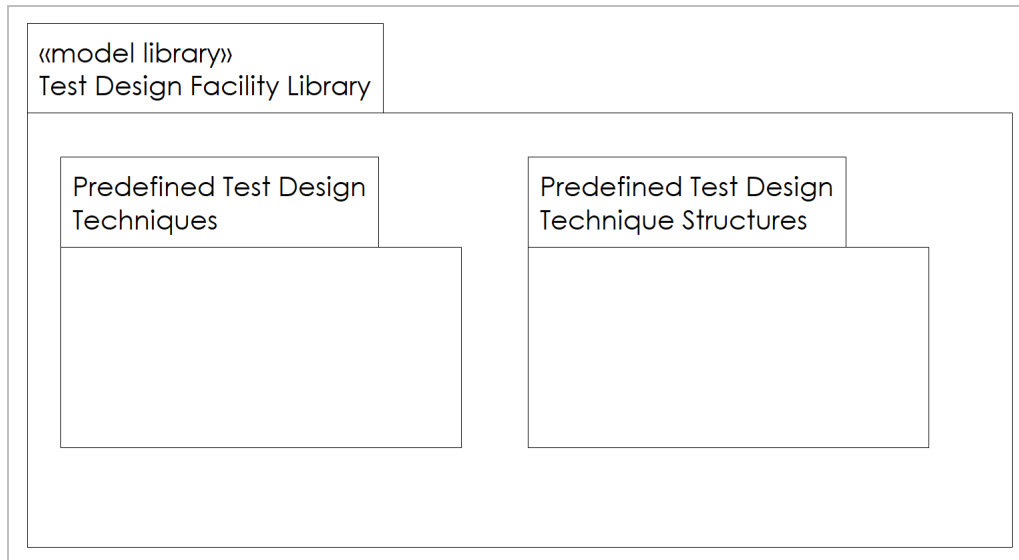 «model library»
Test Design Facility Library
Predefined Test Design
Techniques
Predefined Test Design
Technique Structures